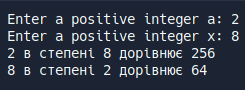 Enter a positive integer a: 2
Enter a positive integer x: 8
2 в степені 8 дорівнює 256
8 в степені 2 дорівнює 64